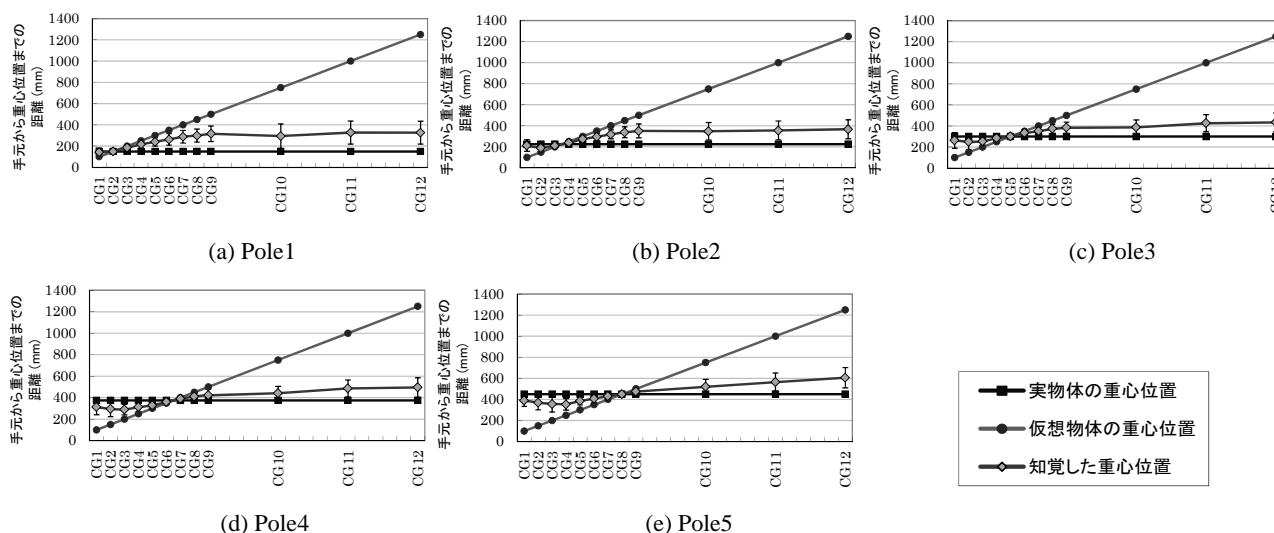 手元から重心位置までの
距離 (mm)
1400
1200
1000
800
600
400
200
0
CG1
CG2
CG3
CG4
CG5
CG6
CG7
CG8
CG9
CG10
CG11
CG12
(a) Pole1
手元から重心位置までの
距離 (mm)
1400
1200
1000
800
600
400
200
0
CG1
CG2
CG3
CG4
CG5
CG6
CG7
CG8
CG9
CG10
CG11
CG12
(b) Pole2
手元から重心位置までの
距離 (mm)
1400
1200
1000
800
600
400
200
0
CG1
CG2
CG3
CG4
CG5
CG6
CG7
CG8
CG9
CG10
CG11
CG12
(c) Pole3
手元から重心位置までの
距離 (mm)
1400
1200
1000
800
600
400
200
0
CG1
CG2
CG3
CG4
CG5
CG6
CG7
CG8
CG9
CG10
CG11
CG12
(d) Pole4
手元から重心位置までの
距離 (mm)
1400
1200
1000
800
600
400
200
0
CG1
CG2
CG3
CG4
CG5
CG6
CG7
CG8
CG9
CG10
CG11
CG12
(e) Pole5
実物体の重心位置
仮想物体の重心位置
知覚した重心位置